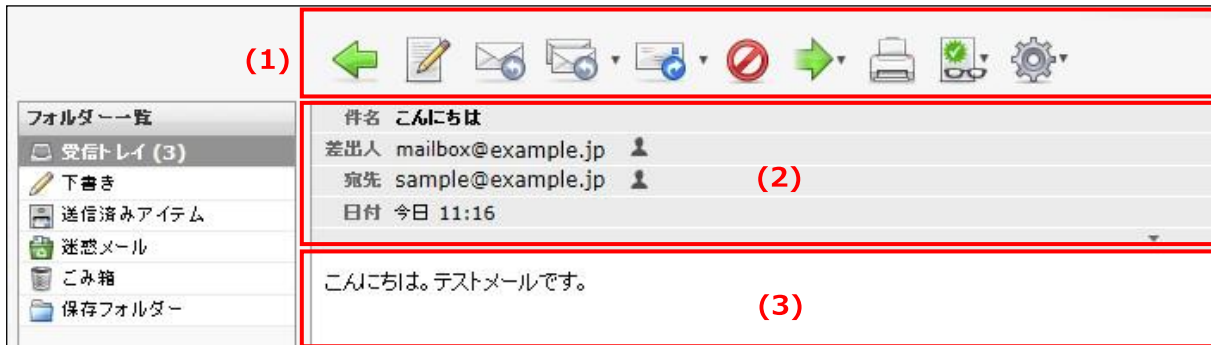 (1)
フォルダー一覧
受信トレイ (3)
下書き
送信済みアイテム
迷惑メール
ごみ箱
保存フォルダー
件名 こんにちは
差出人 mailbox@example.jp
宛先 sample@example.jp
(2)
日付 今日 11:16
こんにちは。テストメールです。
(3)